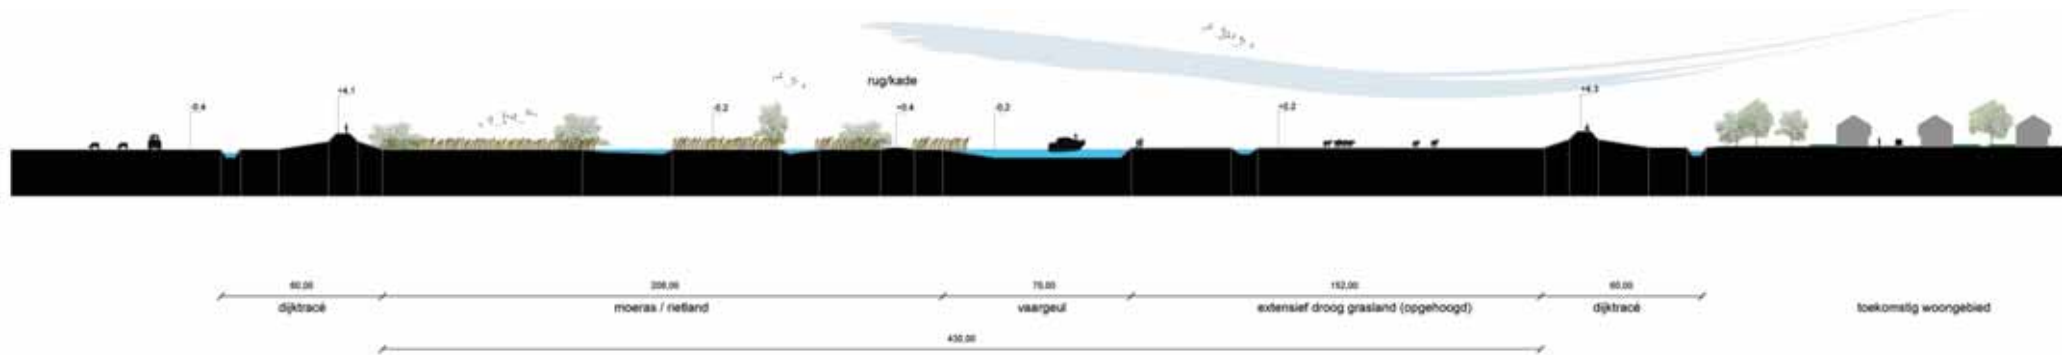 rug/kade
-0.4
+4.1
-0.2
+0.4
-0.2
+0.2
+4.3
60,00
208,00
70,00
152,00
60,00
dijktracé
moeras / rietland
vaargeul
extensief droog grasland (opgehoogd)
dijktracé
toekomstig woongebied
430,00